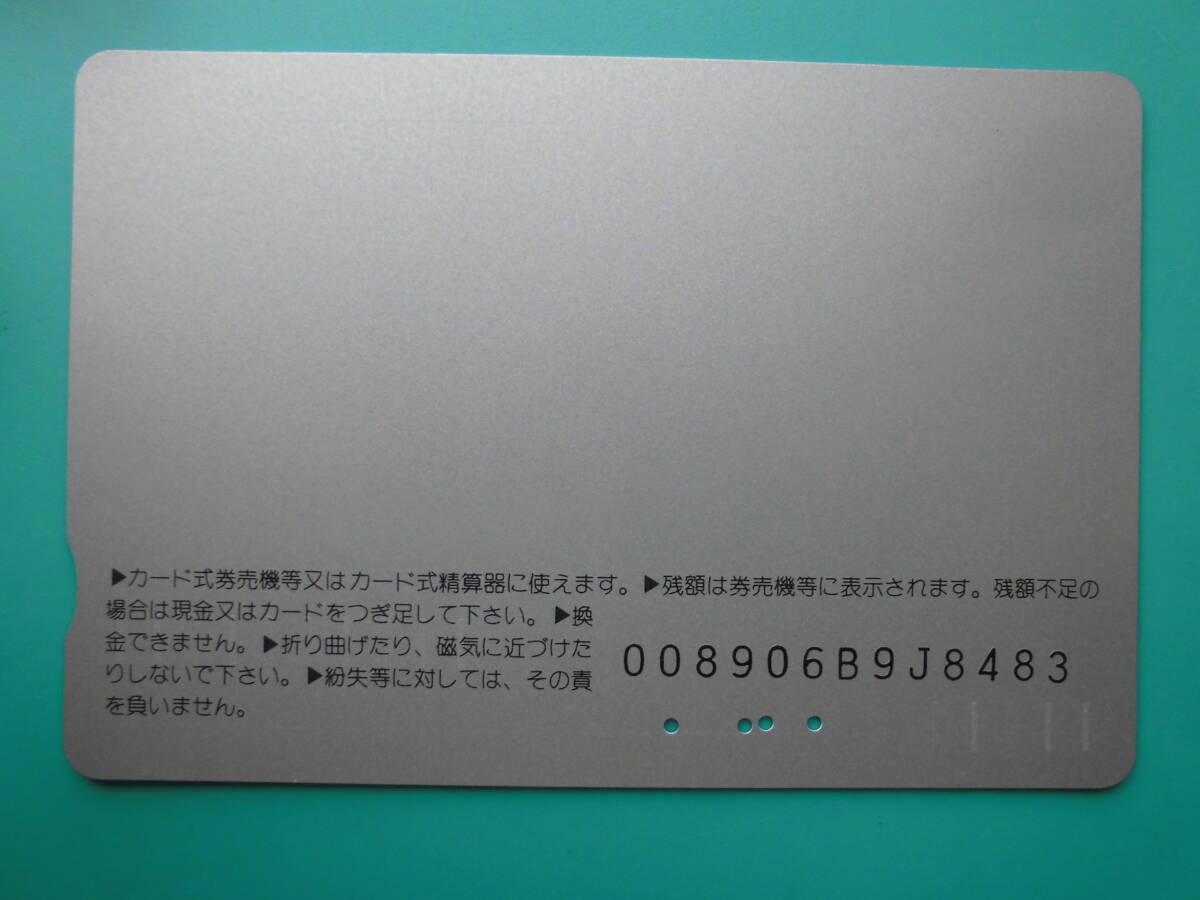 ▶カード式券売機等又はカード式精算器に使えます。▶残額は券売機等に表示されます。残額不足の
場合は現金又はカードをつぎ足して下さい。▶換
金できません。▶折り曲げたり、磁気に近づけた
りしないで下さい。▶紛失等に対しては、その責
を負いません。
008906B9J8483